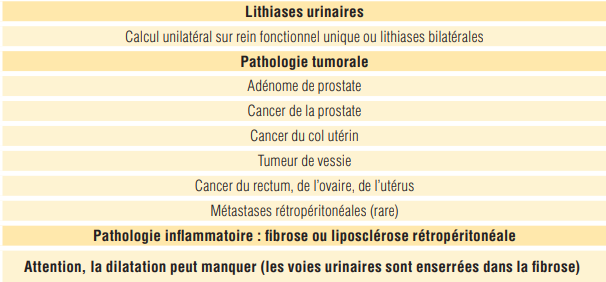 Lithiases urinaires
Calcul unilatéral sur rein fonctionnel unique ou lithiases bilatérales
Pathologie tumorale
Adénome de prostate
Cancer de la prostate
Cancer du col utérin
Tumeur de vessie
Cancer du rectum, de l’ovaire, de l’utérus
Métastases rétropéritonéales (rare)
Pathologie inflammatoire : fibrose ou liposclérose rétropéritonéale
Attention, la dilatation peut manquer (les voies urinaires sont enserrées dans la fibrose)